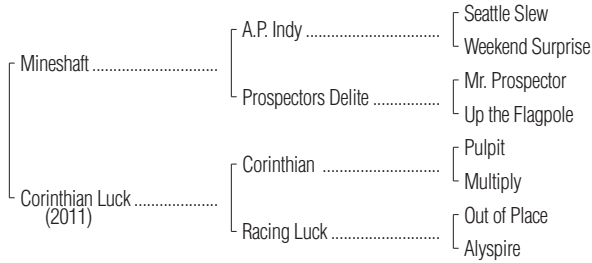 Seattle Slew
A.P. Indy ..............................
Weekend Surprise
Mineshaft ............................
Mr. Prospector
Prospectors Delite ...............
Up the Flagpole
Pulpit
Corinthian ..........................
Multiply
Corinthian Luck ..................
(2011)
Out of Place
Racing Luck ........................
Alyspire